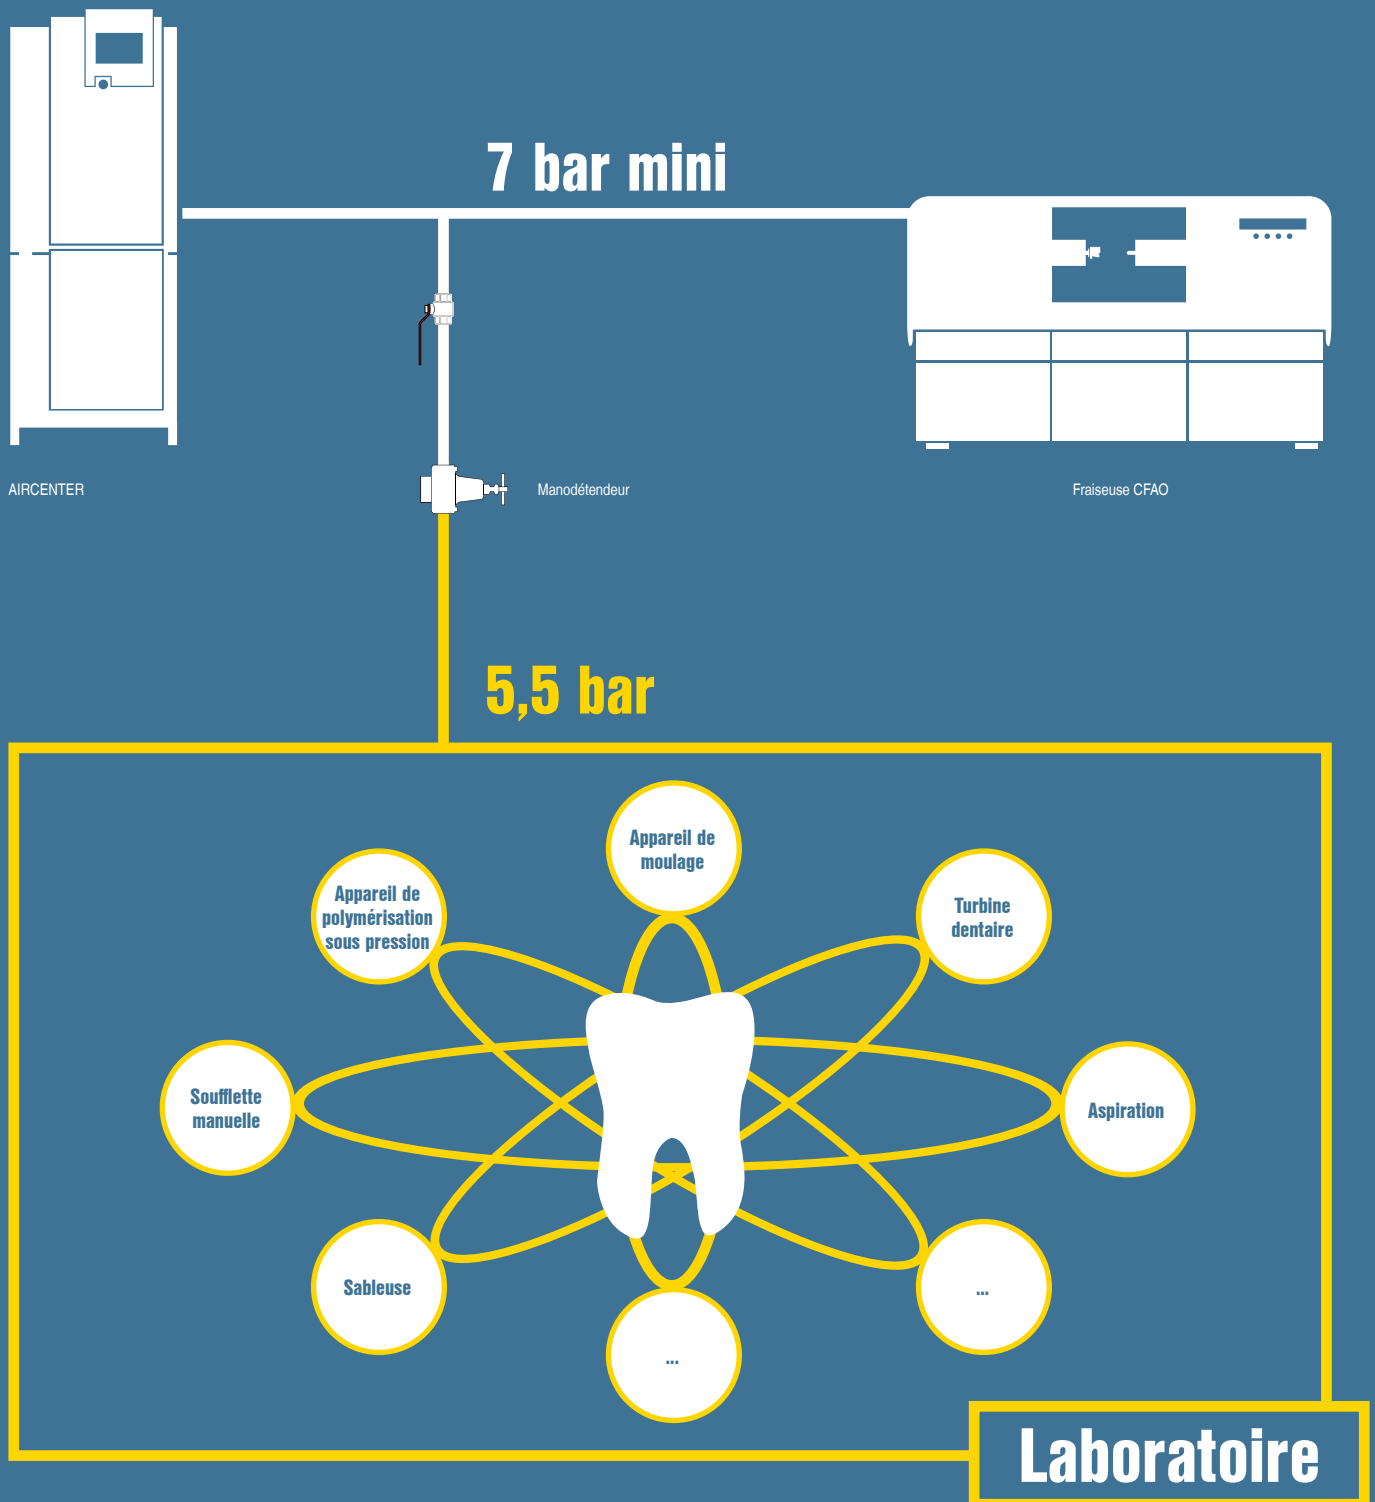 7 bar mini
AIRCENTER
Manodétendeur
Fraiseuse CFAO
5,5 bar
Appareil de
moulage
Appareil de
polymérisation
sous pression
Turbine
dentaire
Soufflette
manuelle
Aspiration
Sableuse
...
...
Laboratoire